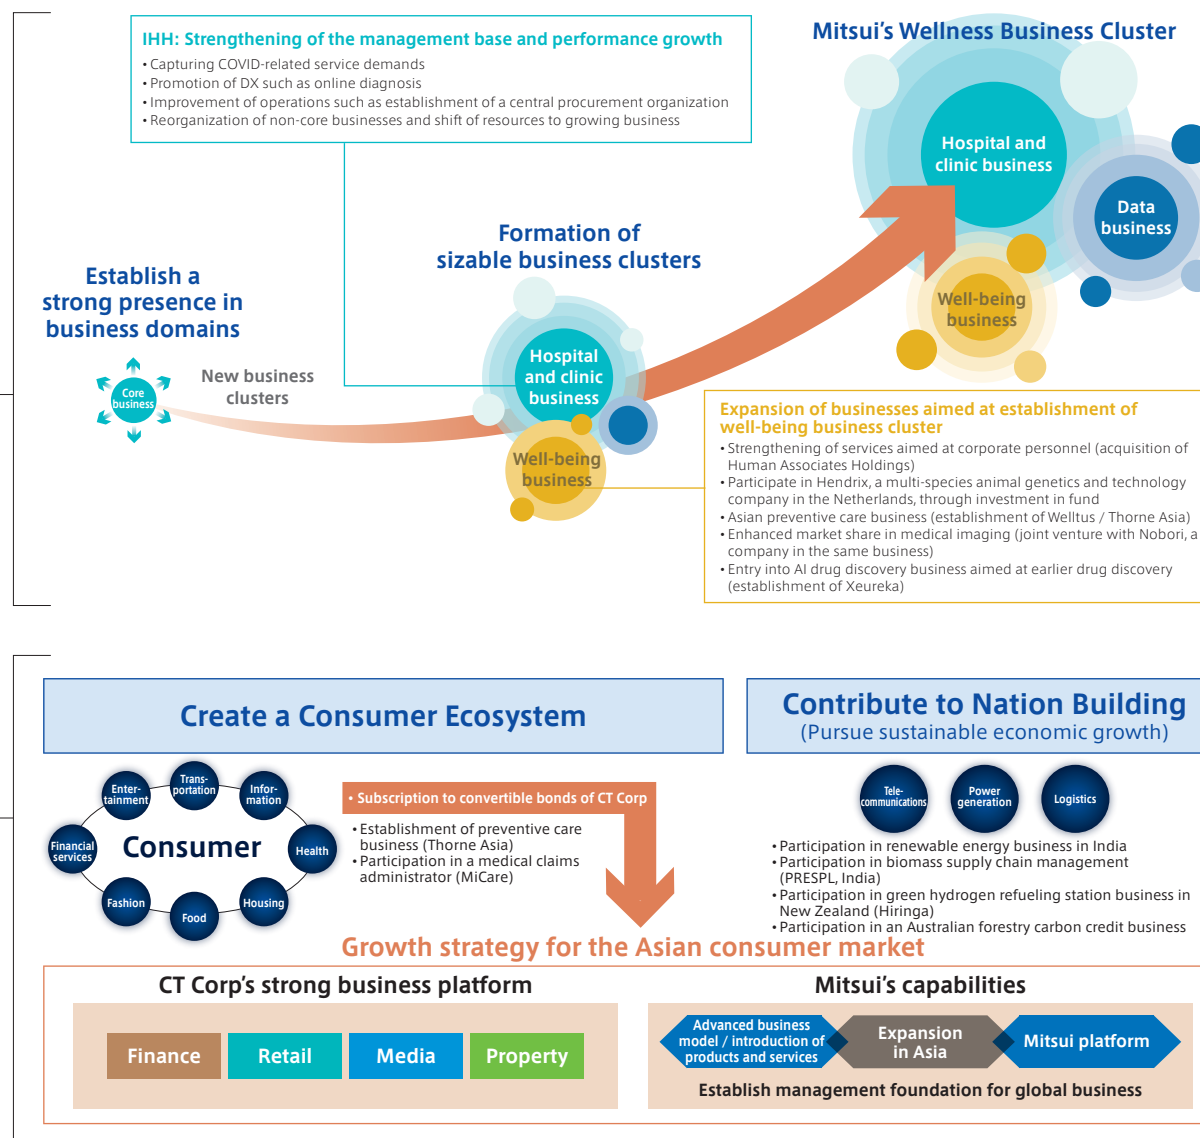 IHH: Strengthening of the management base and performance growth
• Capturing COVID-related service demands
• Promotion of DX such as online diagnosis
• Improvement of operations such as establishment of a central procurement organization
• Reorganization of non-core businesses and shift of resources to growing business
Mitsui's Wellness Business Cluster
Hospital and
clinic business
Data
business
Well-being
business
Formation of
sizable business clusters
Establish a
strong presence in
business domains
Core
business
New business
clusters
Hospital
and clinic
business
Well-being
business
Expansion of businesses aimed at establishment of
well-being business cluster
• Strengthening of services aimed at corporate personnel (acquisition of
Human Associates Holdings)
• Participate in Hendrix, a multi-species animal genetics and technology
company in the Netherlands, through investment in fund
• Asian preventive care business (establishment of Welltus / Thorne Asia)
• Enhanced market share in medical imaging (joint venture with Nobori, a
company in the same business)
• Entry into AI drug discovery business aimed at earlier drug discovery
(establishment of Xeureka)
Create a Consumer Ecosystem
Contribute to Nation Building
(Pursue sustainable economic growth)
Enter-
tainment
Trans-
portation
Infor-
mation
Financial
services
Consumer
Health
Fashion
Food
Housing
• Subscription to convertible bonds of CT Corp
• Establishment of preventive care
business (Thorne Asia)
• Participation in a medical claims
administrator (MiCare)
Tele-
communications
Power
generation
Logistics
• Participation in renewable energy business in India
• Participation in biomass supply chain management
(PRESPL, India)
• Participation in green hydrogen refueling station business in
New Zealand (Hiringa)
• Participation in an Australian forestry carbon credit business
Growth strategy for the Asian consumer market
CT Corp's strong business platform
Finance
Retail
Media
Property
Mitsui's capabilities
Advanced business
model / introduction of
products and services
Expansion
in Asia
Mitsui platform
Establish management foundation for global business